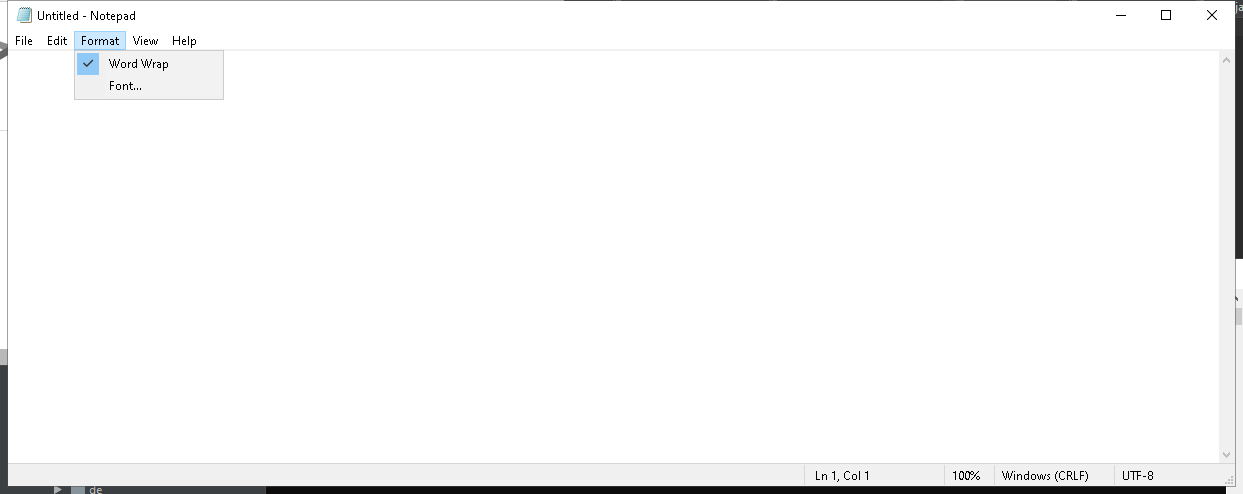 Untitled - Notepad
File Edit Format View Help
Word Wrap
Font...
Ln 1, Col 1 100% Windows (CRLF) UTF-8
de